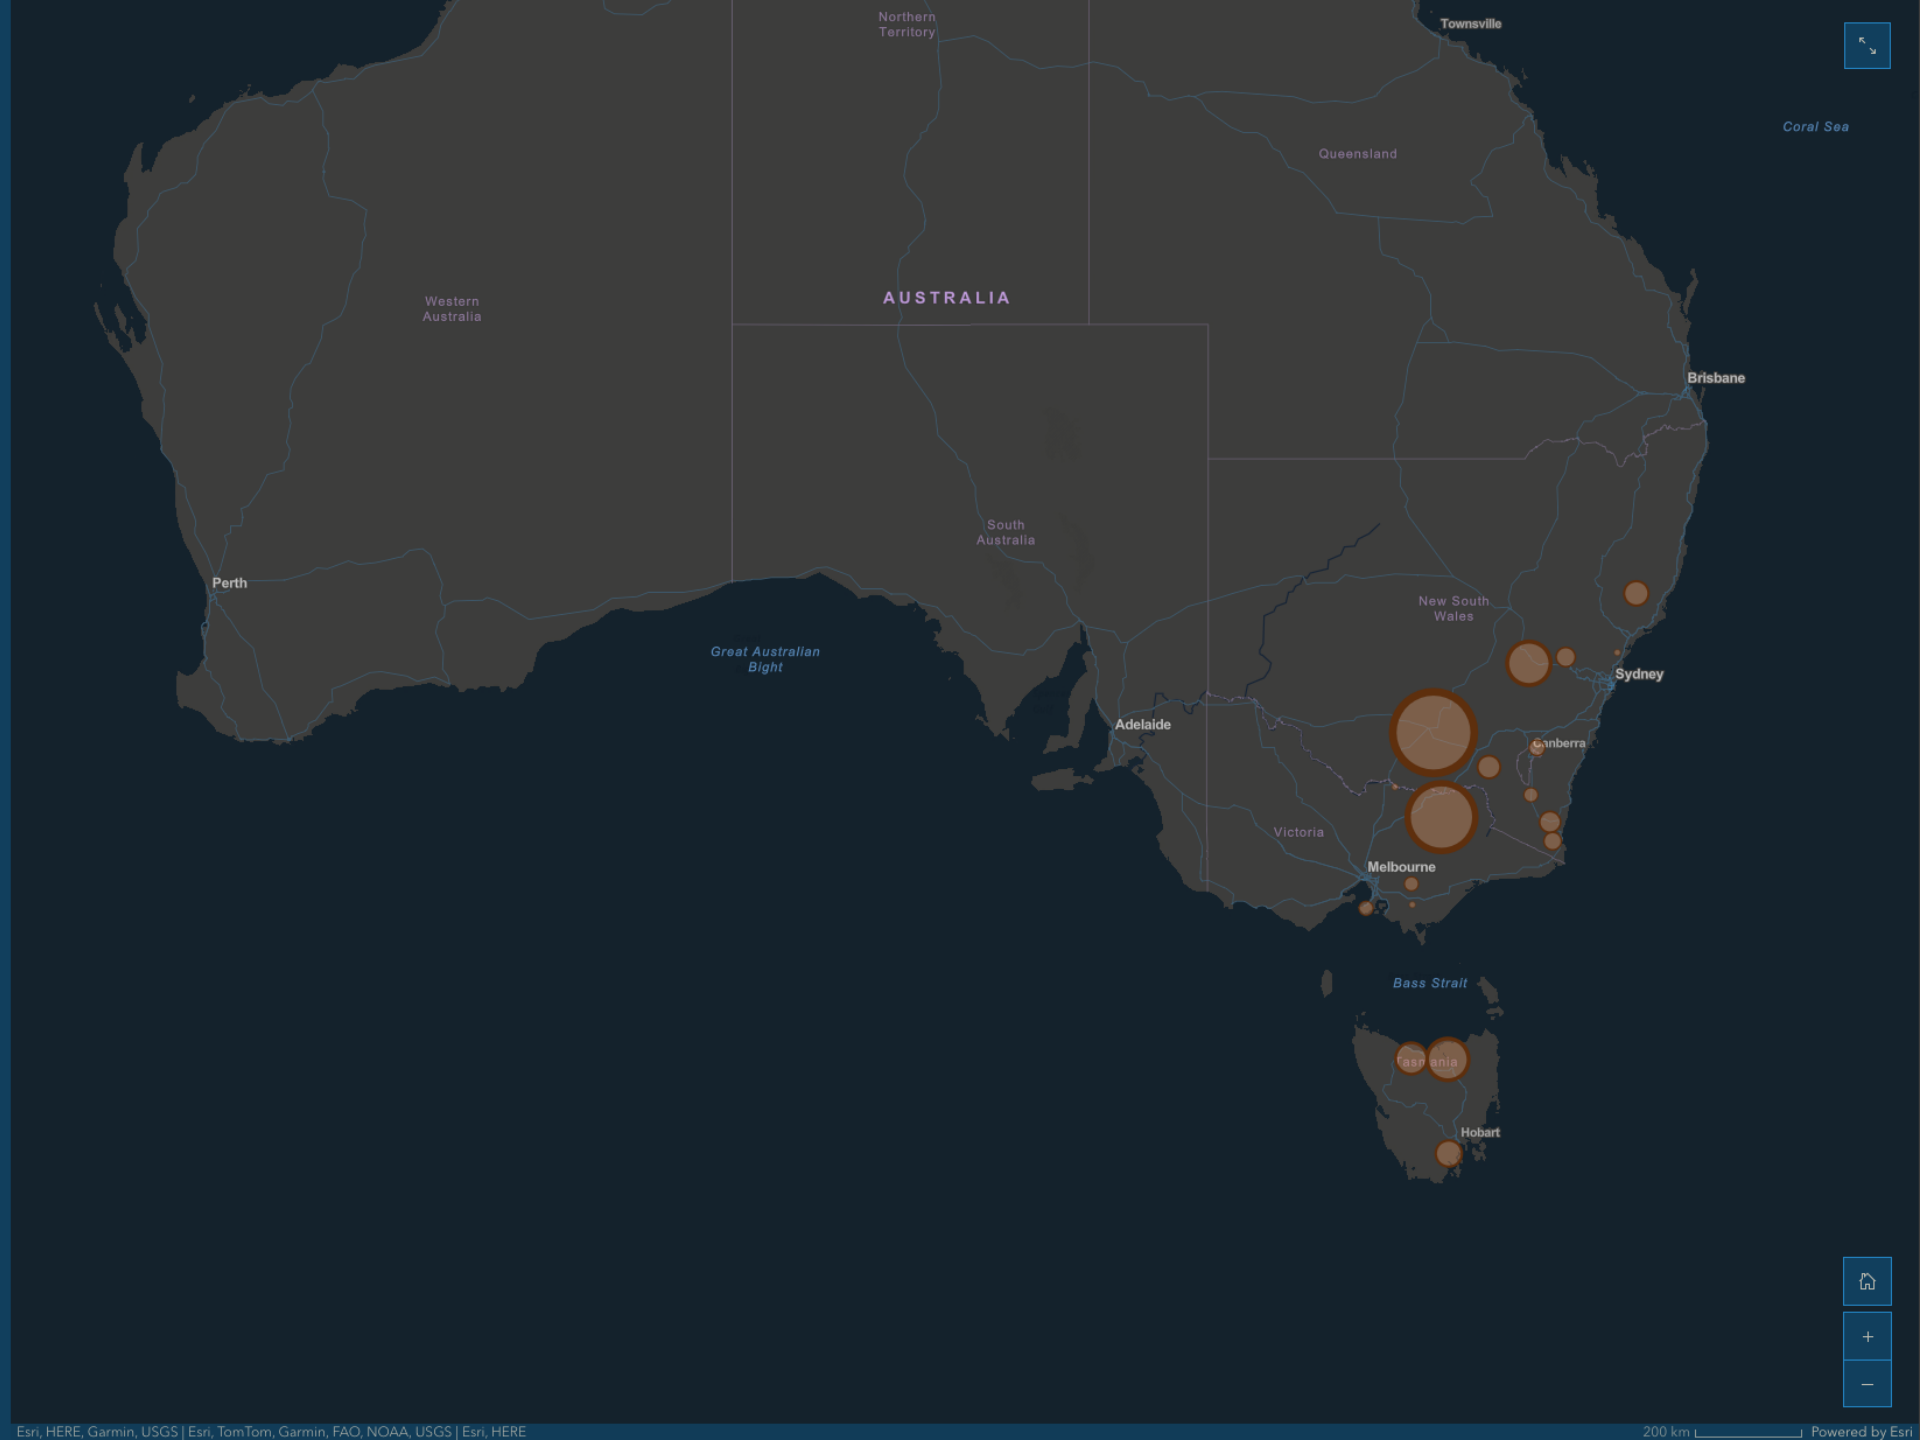 Northern
Territory
Townsville
Coral Sea
Queensland
Western
Australia
AUSTRALIA
Brisbane
South
Australia
Perth
New South
Wales
Great Australian
Bight
Sydney
Adelaide
Canberra
Victoria
Melbourne
Bass Strait
Tasmania
Hobart
+
−
Esri, HERE, Garmin, USGS | Esri, TomTom, Garmin, FAO, NOAA, USGS | Esri, HERE
200 km
Powered by Esri